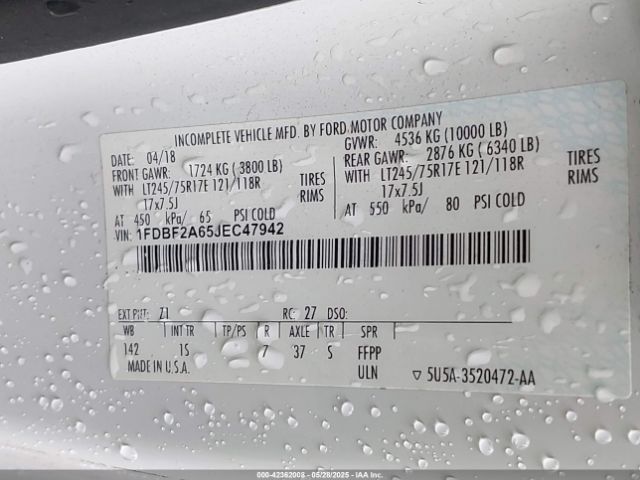 INCOMPLETE VEHICLE MFD. BY FORD MOTOR COMPANY
DATE: 04/18 GVWR: 4536 KG (10000 LB)
FRONT GAWR: 1724 KG ( 3800 LB) REAR GAWR: 2876 KG ( 6340 LB)
WITH LT245/75R17E 121/118R TIRES WITH LT245/75R17E 121/118R TIRES
17x7.5J RIMS 17x7.5J RIMS
AT 450 kPa/ 65 PSI COLD AT 550 kPa/ 80 PSI COLD
VIN: 1FDBF2A65JEC47942
EXT PNT: Z1 RC: 27 DSO:
WB INT TR TP/PS R AXLE TR SPR
142 1S 7 37 S FFPP
MADE IN U.S.A. ULN
5U5A-3520472-AA
000-42362008 - 05/28/2025 - IAA Inc.